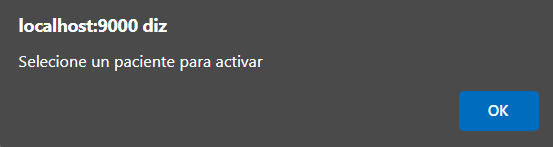 localhost:9000 diz
Selecione un paciente para activar
OK